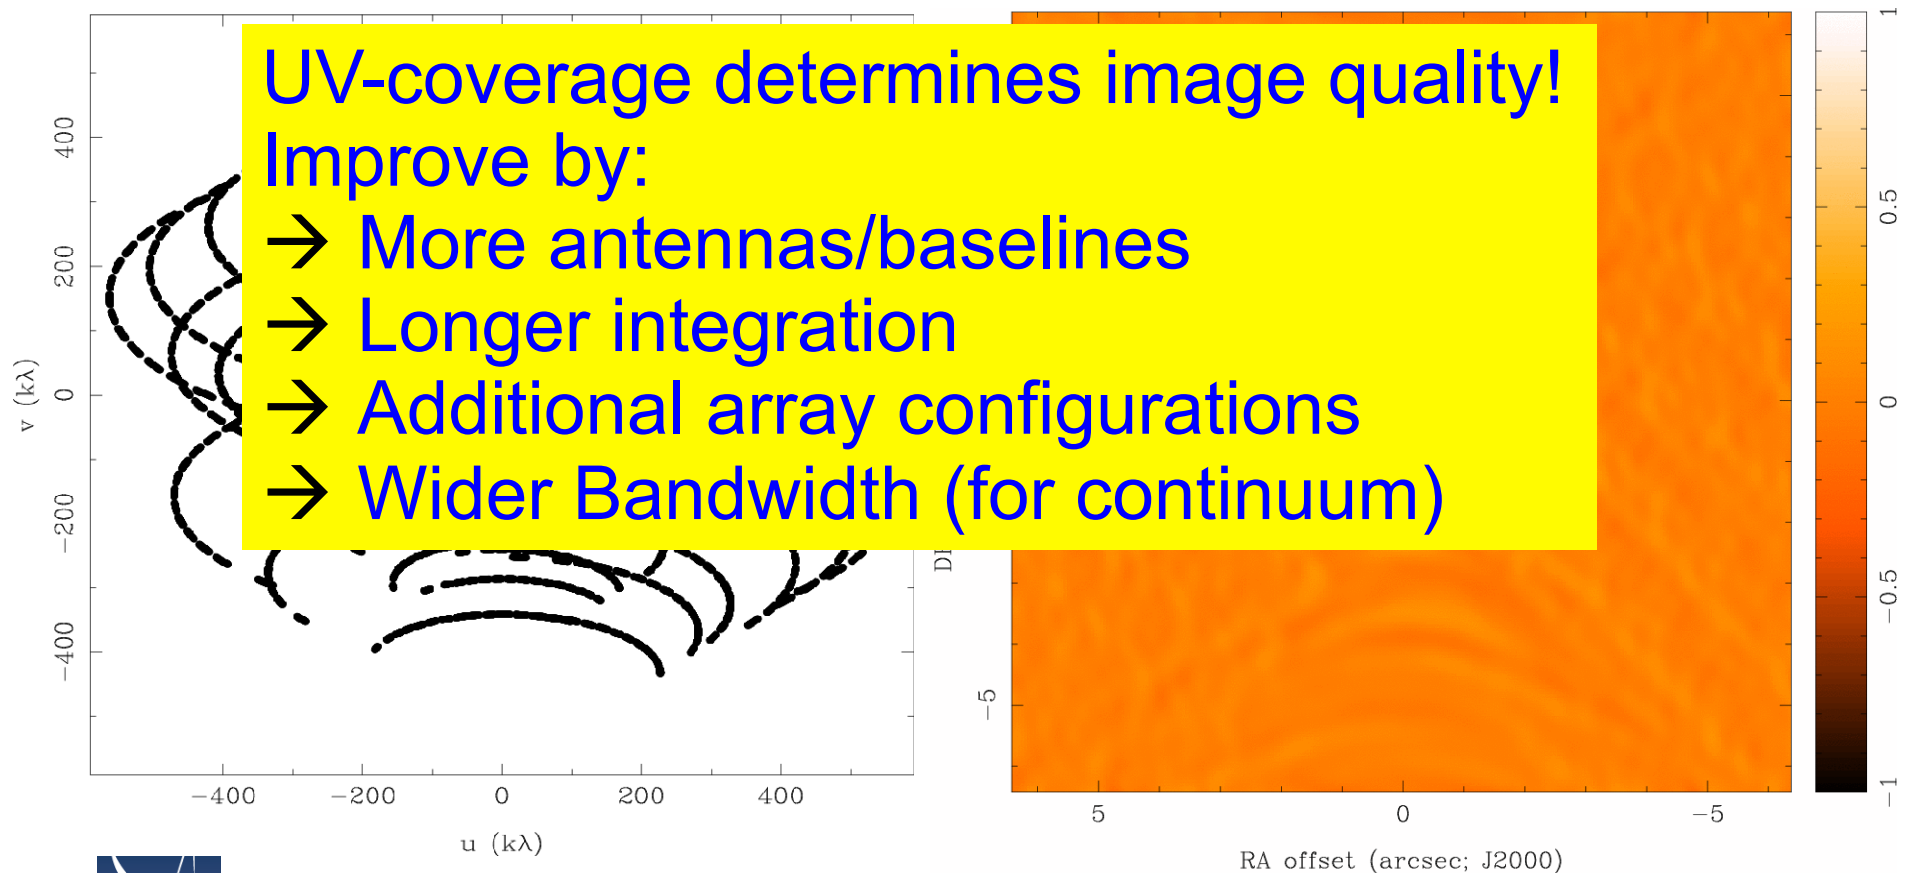 UV-coverage determines image quality!
Improve by:
→ More antennas/baselines
→ Longer integration
→ Additional array configurations
→ Wider Bandwidth (for continuum)
v (kλ)
400
200
0
−200
−400
−400 −200 0 200 400
u (kλ)
−5
5 0 −5
RA offset (arcsec; J2000)
1
0.5
0
−0.5
−1